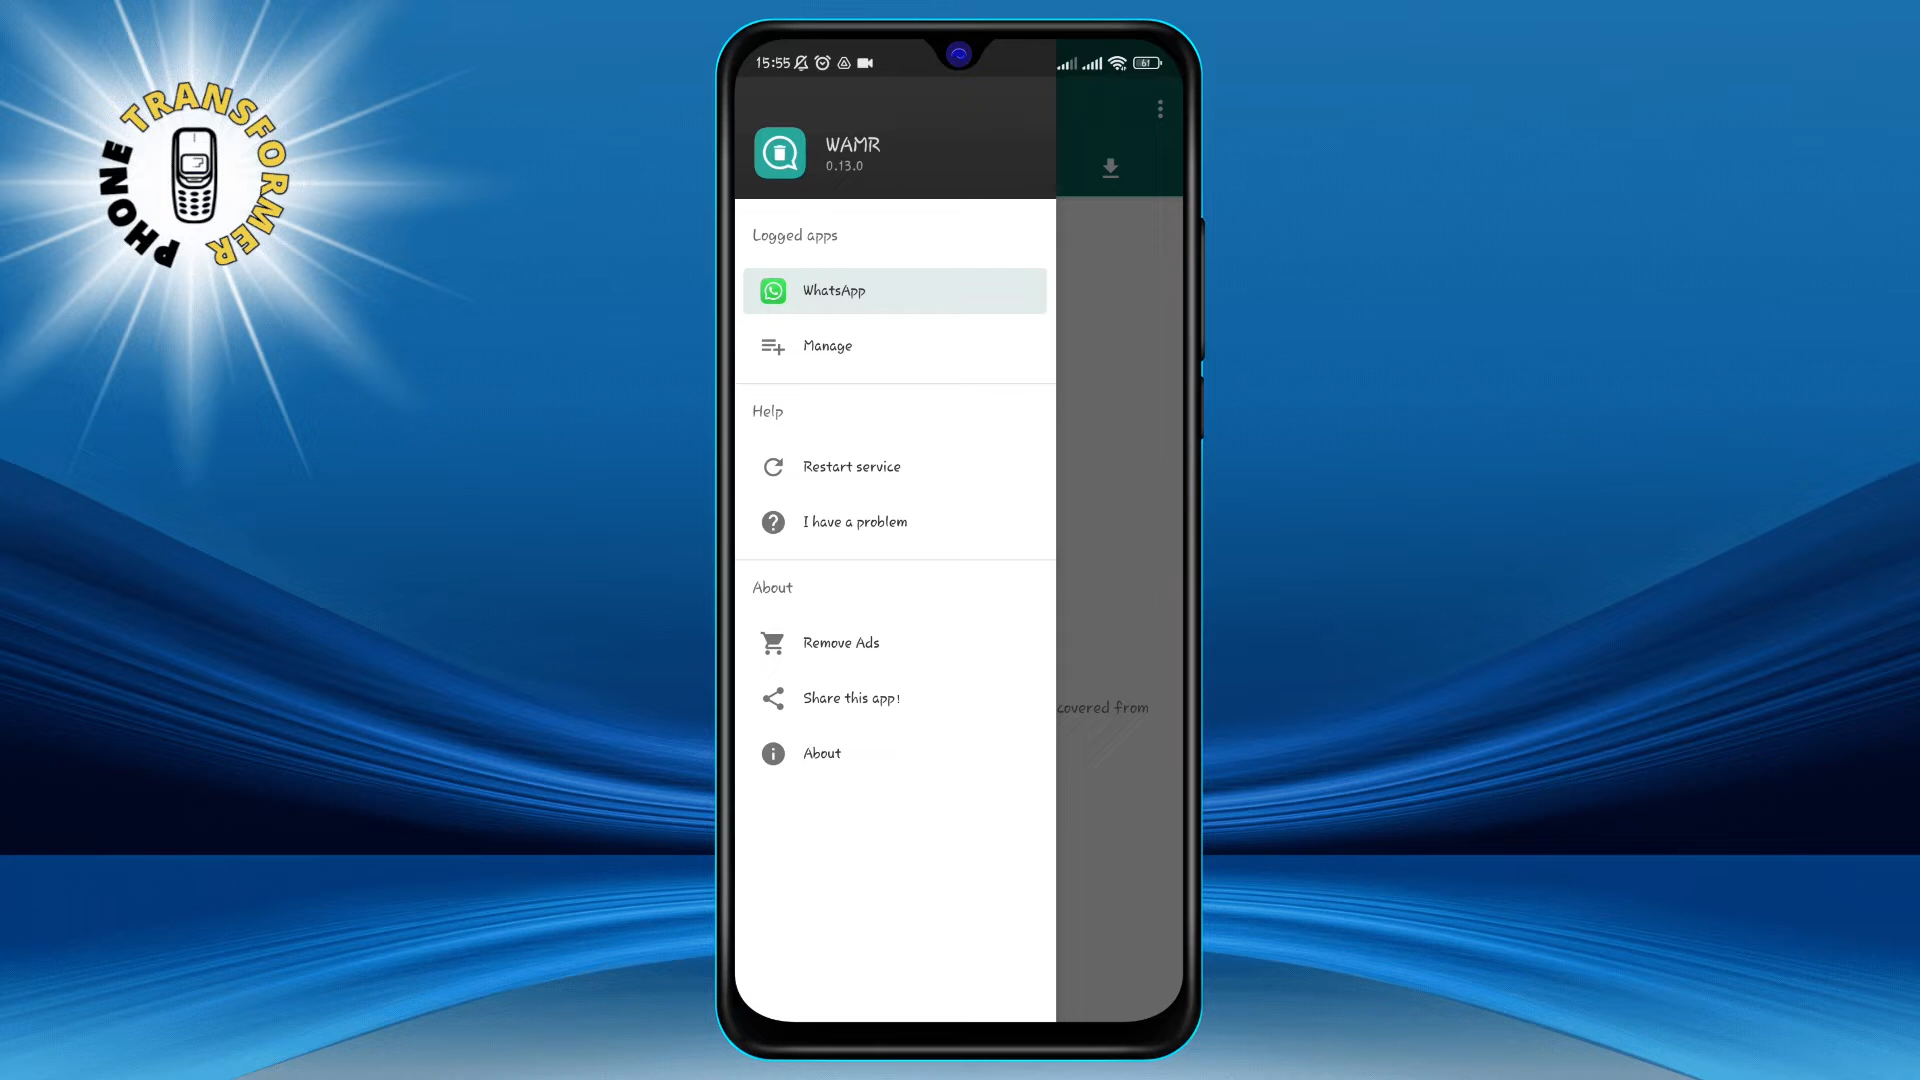 PHONE TRANSFORMER
15:55
61
WAMR
0.13.0
Logged apps
WhatsApp
Manage
Help
Restart service
I have a problem
About
Remove Ads
Share this app!
About
covered from